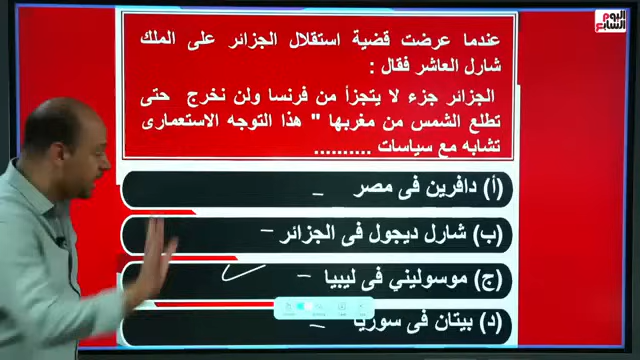 اليوم السابع
عندما عرضت قضية استقلال الجزائر على الملك
شارل العاشر فقال :
الجزائر جزء لا يتجزأ من فرنسا ولن نخرج حتى
تطلع الشمس من مغربها " هذا التوجه الاستعمارى
تشابه مع سياسات ..........
(أ) دافرين فى مصر
(ب) شارل ديجول فى الجزائر
(ج) موسوليني فى ليبيا
(د) بيتان فى سوريا